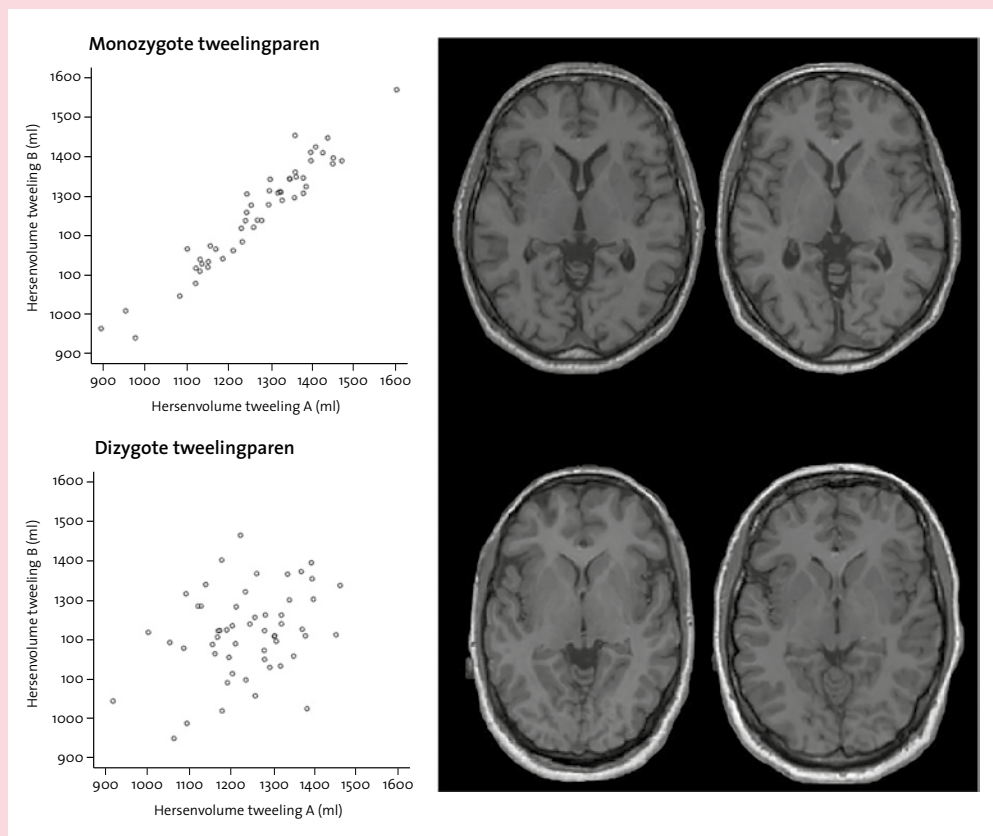 Monozygote tweelingparen
Hersenvolume tweeling B (ml)
1600
1500
1400
1300
100
100
1000
900
900 1000 1100 1200 1300 1400 1500 1600
Hersenvolume tweeling A (ml)
Dizygote tweelingparen
Hersenvolume tweeling B (ml)
1600
1500
1400
1300
100
100
1000
900
900 1000 1100 1200 1300 1400 1500 1600
Hersenvolume tweeling A (ml)